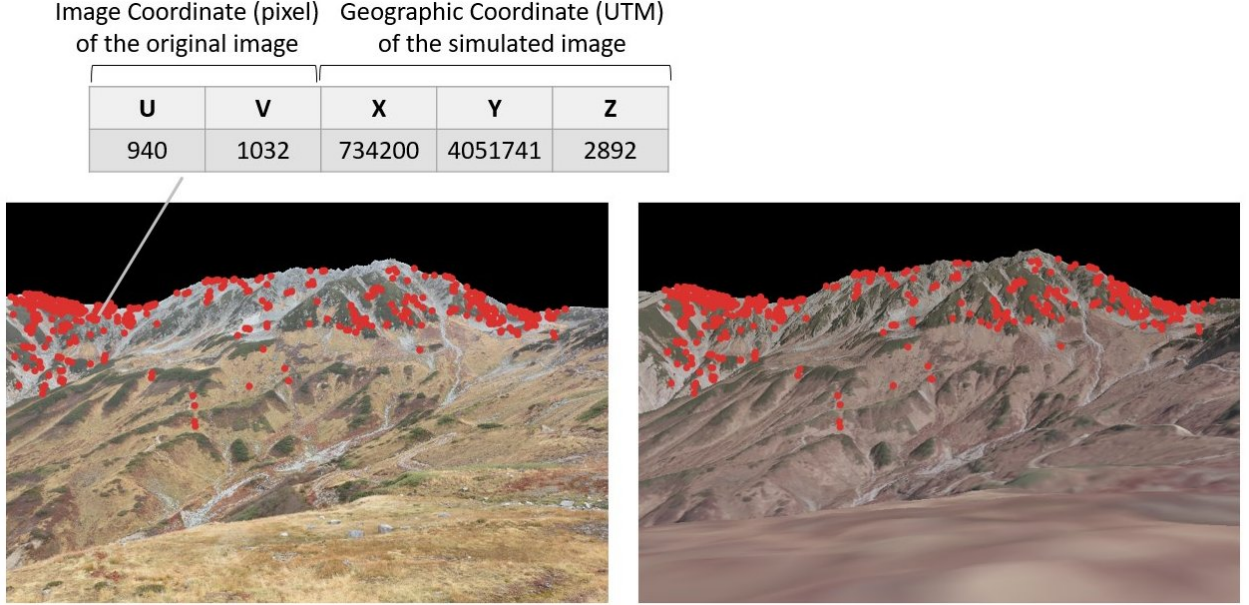 Image Coordinate (pixel) Geographic Coordinate (UTM)
of the original image of the simulated image
U V X Y Z
940 1032 734200 4051741 2892